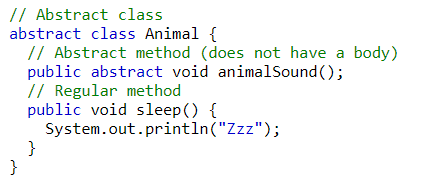 // Abstract class
abstract class Animal {
  // Abstract method (does not have a body)
  public abstract void animalSound();
  // Regular method
  public void sleep() {
    System.out.println("Zzz");
  }
}